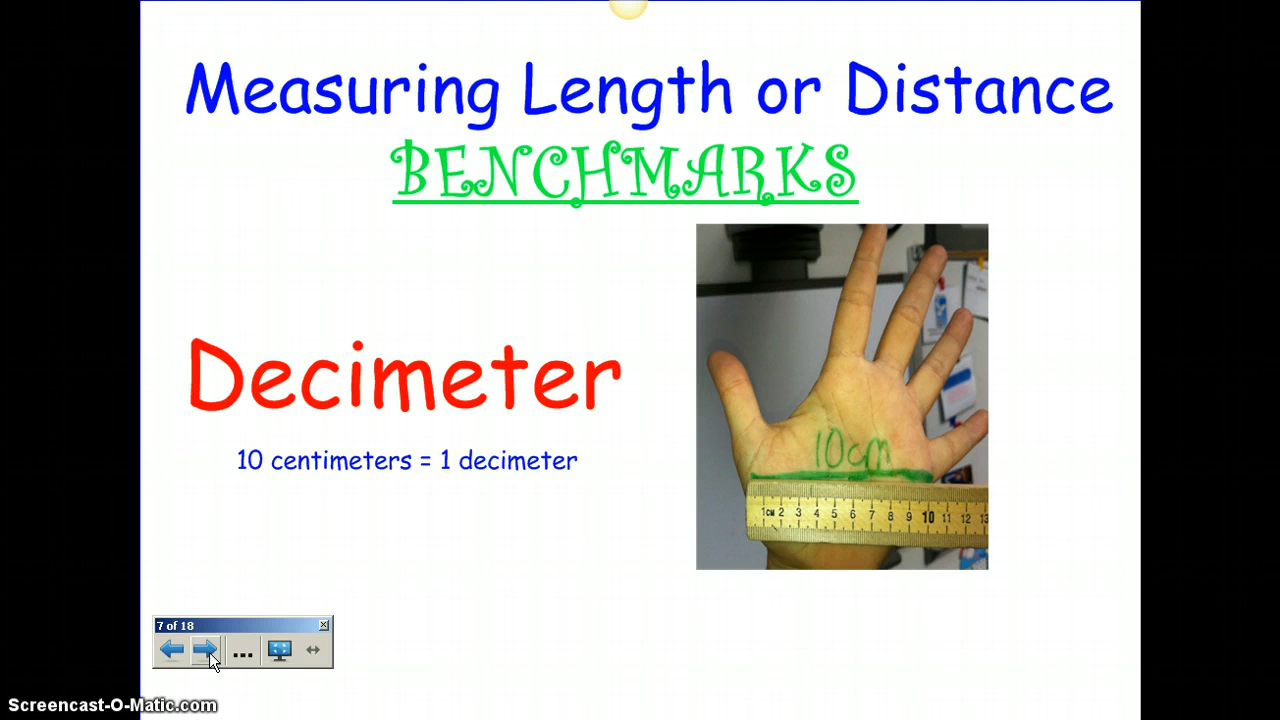 Measuring Length or Distance
BENCHMARKS
Decimeter
10 centimeters = 1 decimeter
10cm
1CM 2 3 4 5 6 7 8 9 10 11 12 13
7 of 18
Screencast-O-Matic.com